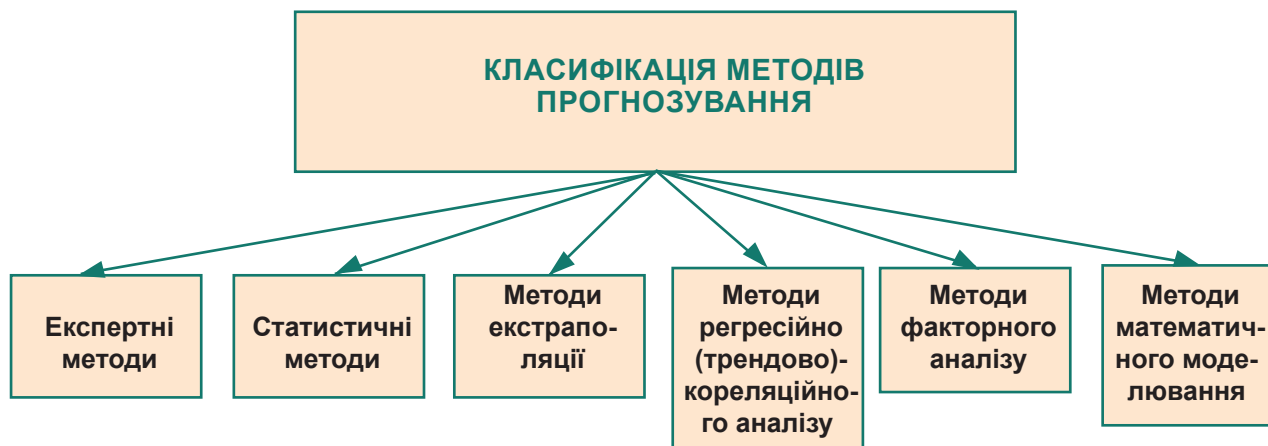 КЛАСИФІКАЦІЯ МЕТОДІВ
ПРОГНОЗУВАННЯ
Експертні
методи
Статистичні
методи
Методи
екстрапо-
ляції
Методи
регресійно
(трендово)-
кореляційно-
го аналізу
Методи
факторного
аналізу
Методи
математич-
ного моде-
лювання